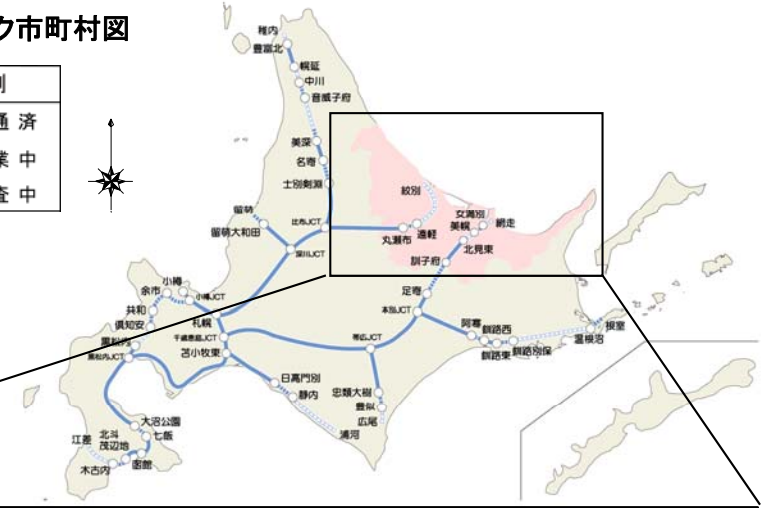 ク市町村図
別
通 済
業 中
査 中
稚内
豊富北
幌延
中川
音威子府
美深
名寄
士別剣淵
留萌
比布JCT
留萌大和田
深川JCT
紋別
女満別
網走
美幌
丸瀬布
遠軽
北見東
訓子府
足寄
本別JCT
小樽
余市
小樽JCT
共和
札幌
倶知安
阿寒
釧路西
根室
千歳恵庭JCT
帯広JCT
温根沼
黒松内
釧路東
釧路別保
黒松内JCT
苫小牧東
日高門別
忠類大樹
静内
豊似
広尾
大沼公園
浦河
北斗
七飯
江差
茂辺地
木古内
函館